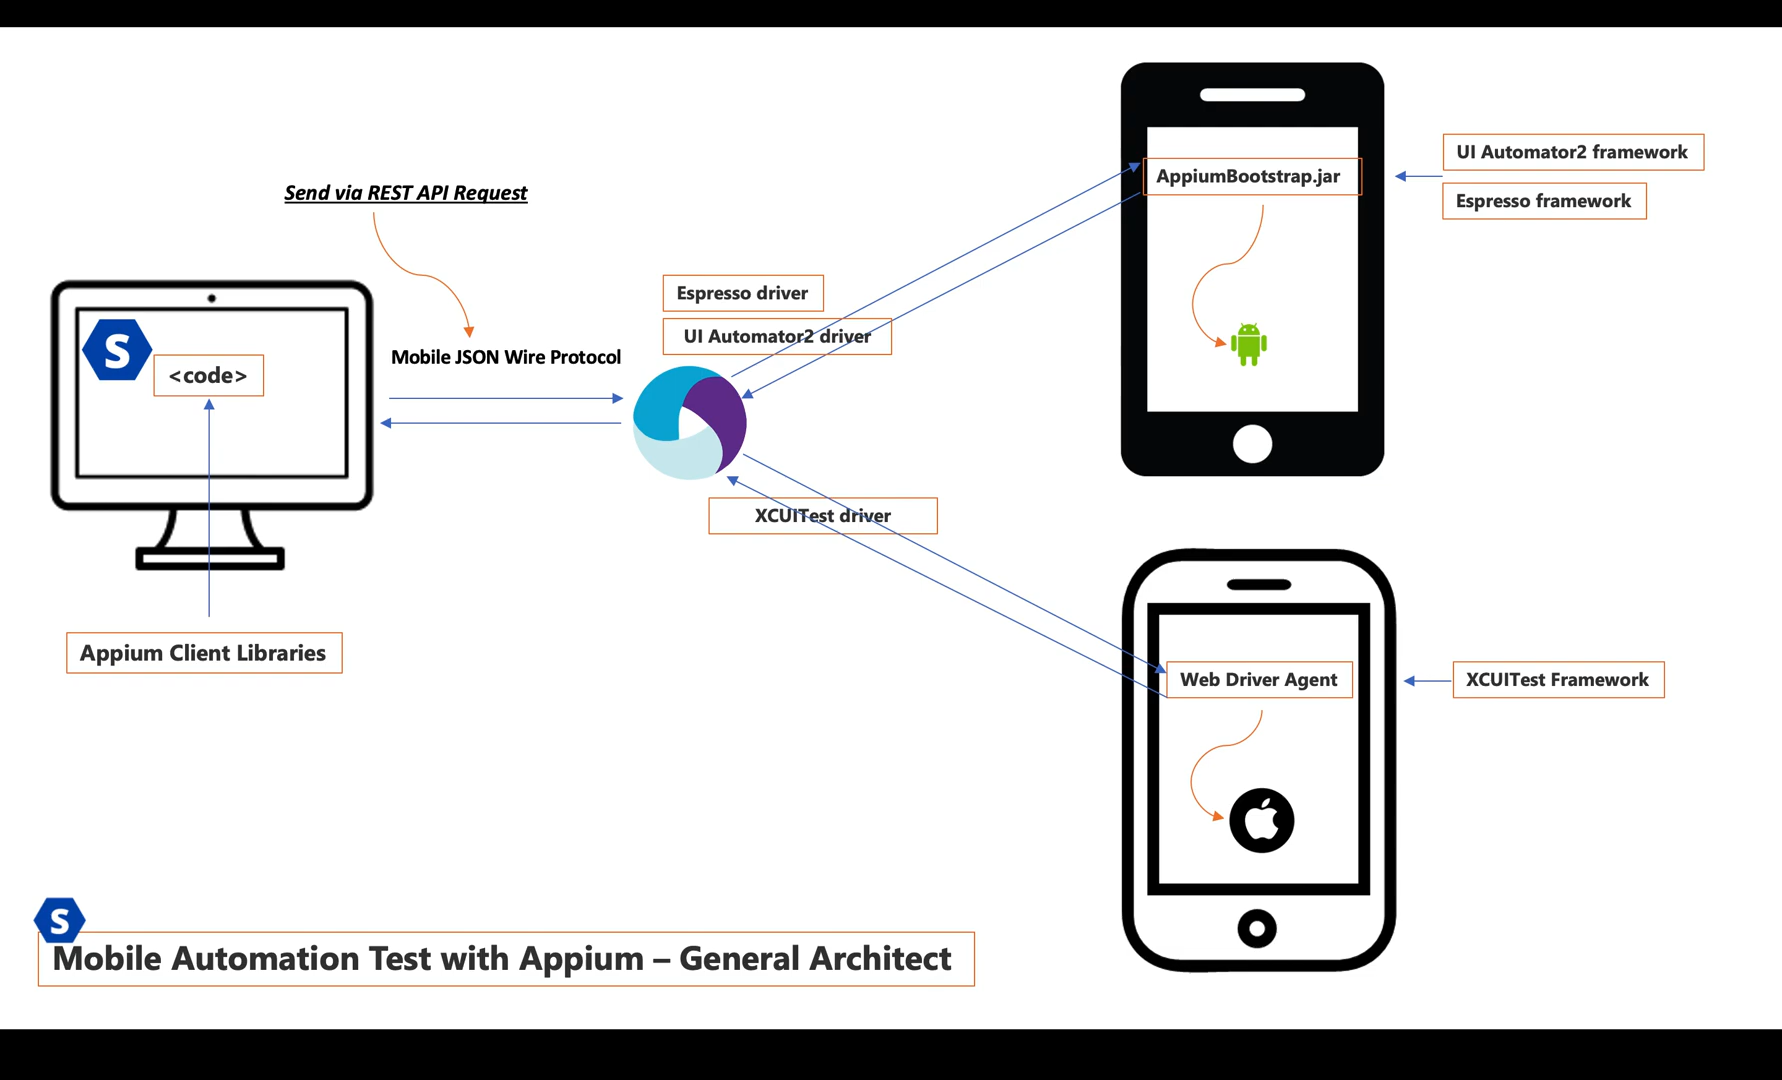 Send via REST API Request
S
<code>
Mobile JSON Wire Protocol
Appium Client Libraries
Espresso driver
UI Automator2 driver
XCUITest driver
AppiumBootstrap.jar
UI Automator2 framework
Espresso framework
Web Driver Agent
XCUITest Framework
S
Mobile Automation Test with Appium – General Architect